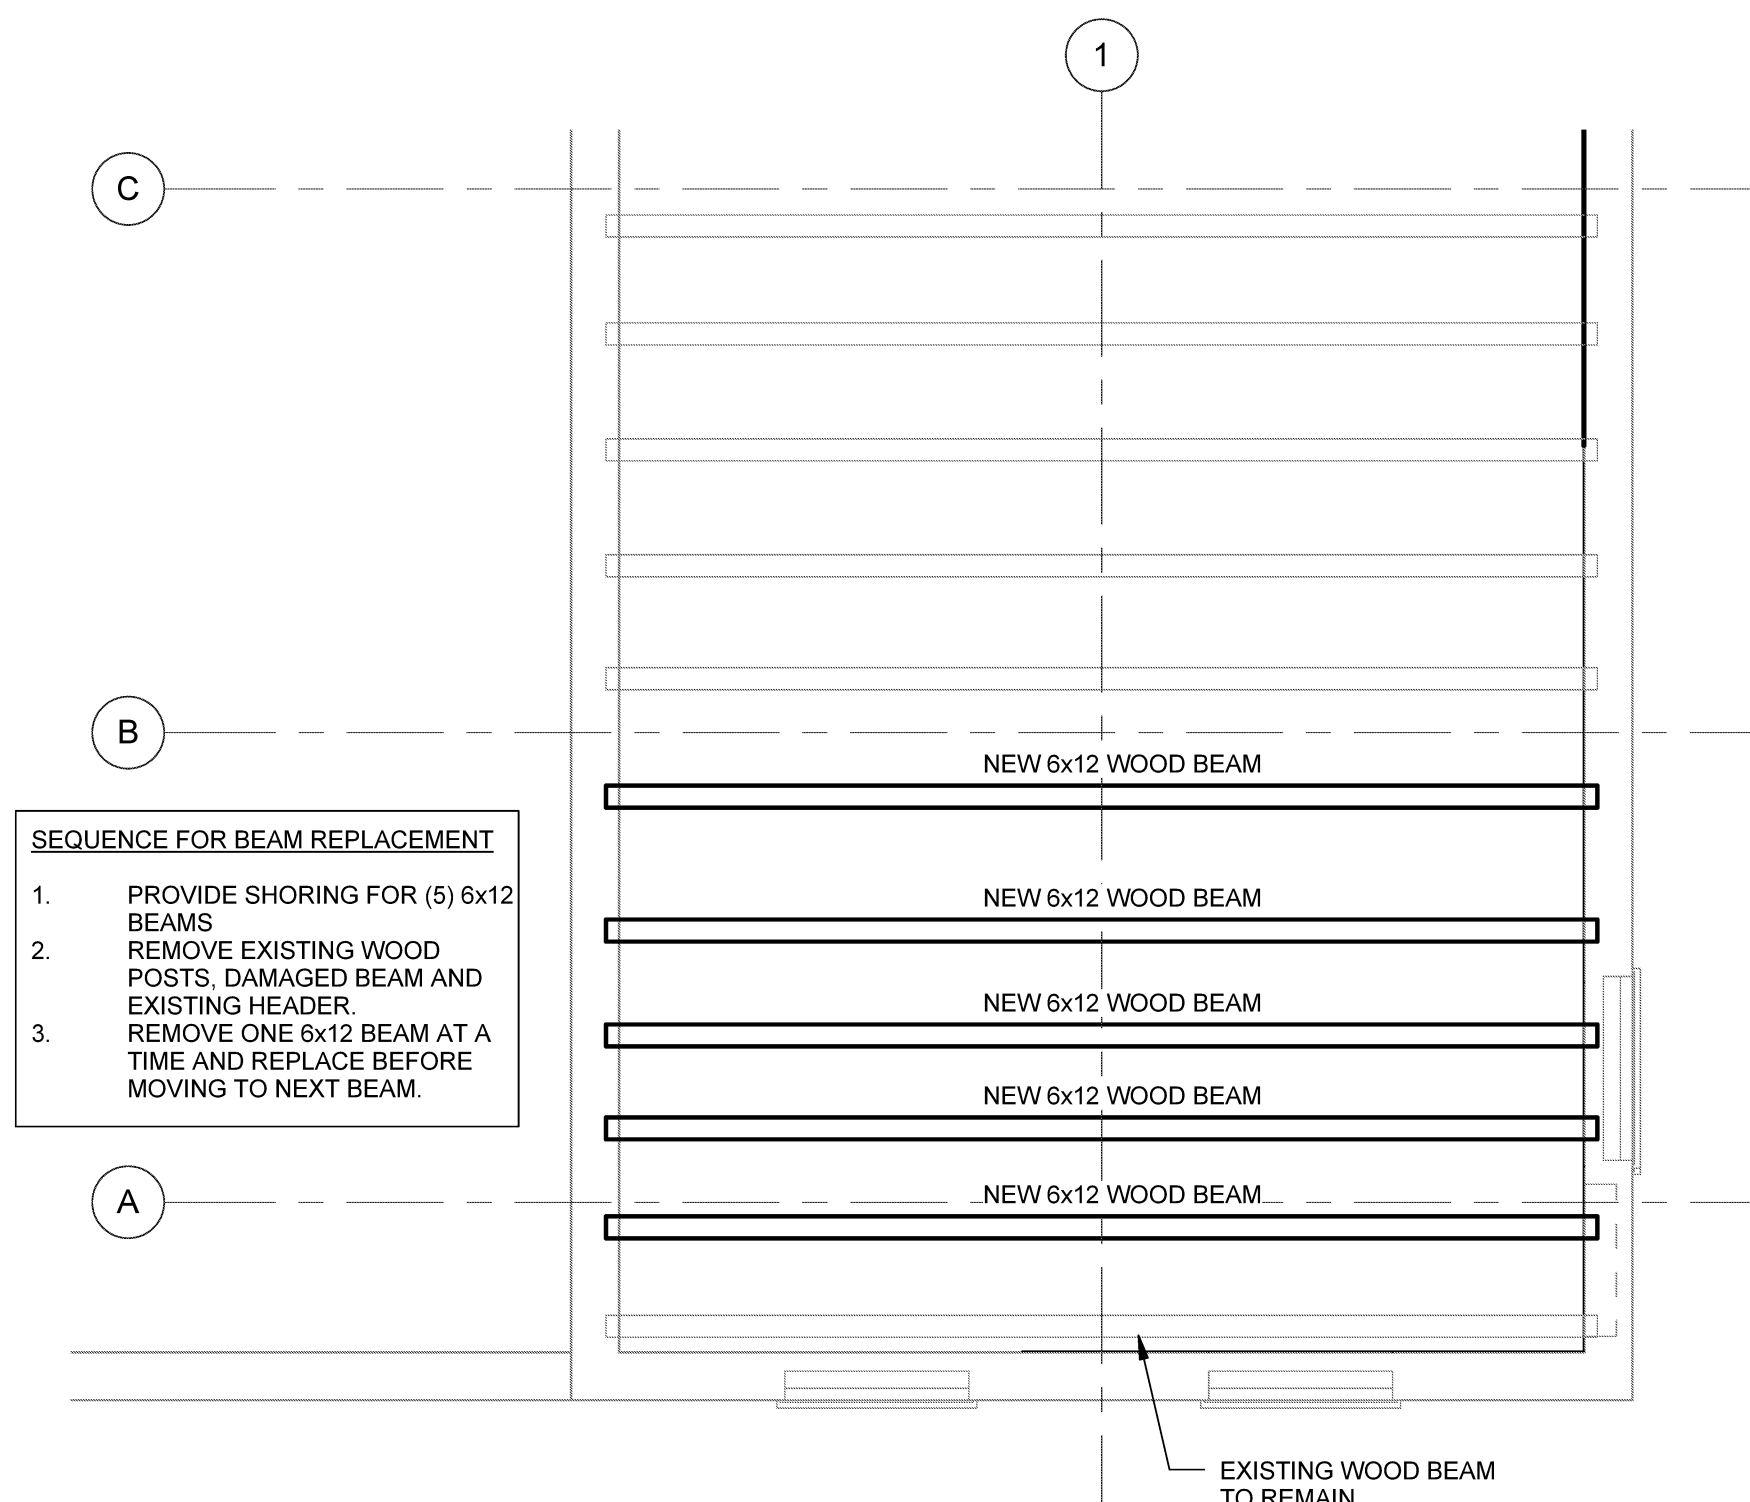 1
C
B
NEW 6x12 WOOD BEAM
SEQUENCE FOR BEAM REPLACEMENT
1. PROVIDE SHORING FOR (5) 6x12
BEAMS
2. REMOVE EXISTING WOOD
POSTS, DAMAGED BEAM AND
EXISTING HEADER.
3. REMOVE ONE 6x12 BEAM AT A
TIME AND REPLACE BEFORE
MOVING TO NEXT BEAM.
NEW 6x12 WOOD BEAM
NEW 6x12 WOOD BEAM
NEW 6x12 WOOD BEAM
A
NEW 6x12 WOOD BEAM
EXISTING WOOD BEAM
TO REMAIN